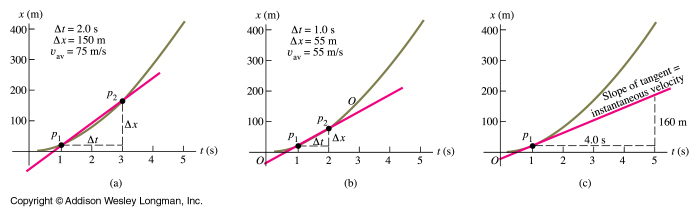 x (m)
400
300
200
100
Δt = 2.0 s
Δx = 150 m
v_av = 75 m/s
p₂
p₁
Δx
Δt
1 2 3 4 5 t (s)
(a)
x (m)
400
300
200
100
Δt = 1.0 s
Δx = 55 m
v_av = 55 m/s
O
p₂
p₁
Δt
Δx
O
1 2 3 4 5 t (s)
(b)
x (m)
400
300
200
100
Slope of tangent =
instantaneous velocity
160 m
p₁
4.0 s
O
1 2 3 4 5 t (s)
(c)
Copyright © Addison Wesley Longman, Inc.